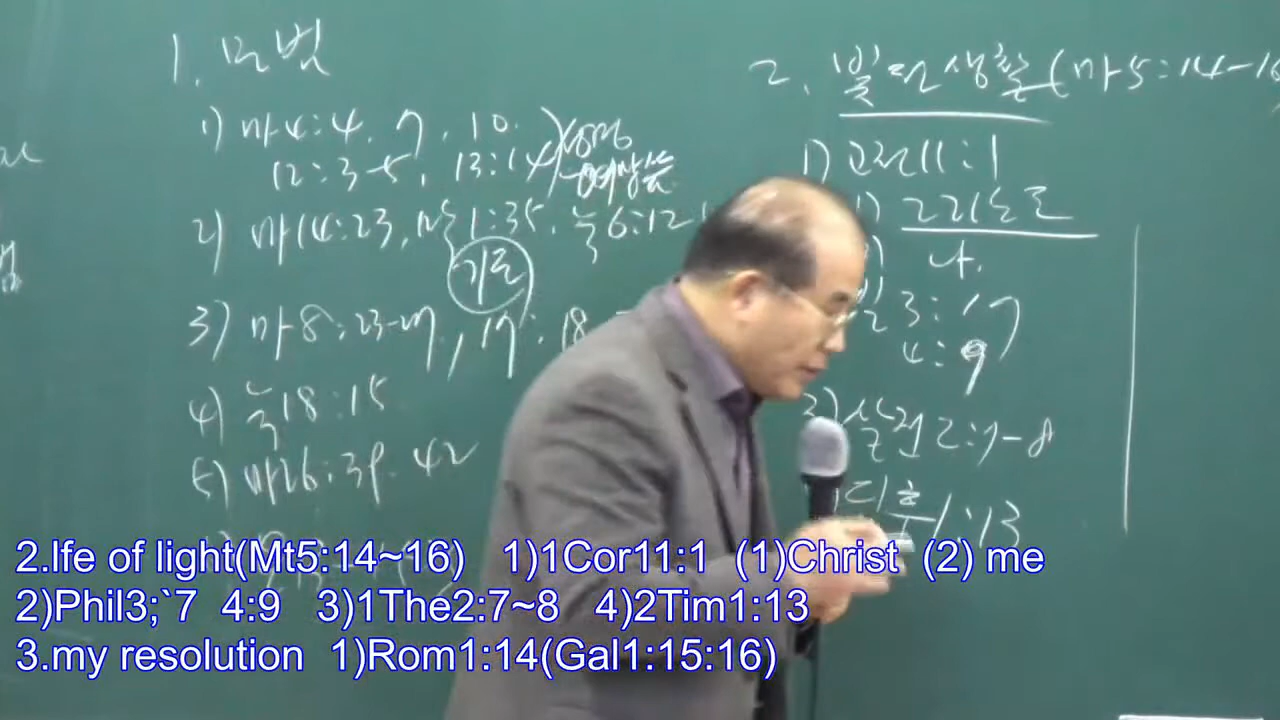 1. 모범
1) 마4:4, 7, 10.
12:3-5, 13:14)
2) 마14:23, 막1:35, 눅6:12
기도
3) 마8:23-27, 17:18
4) 눅18:15
5) 마26:39. 42
2. 빛된생활(마5:14-16
1) 고전11:1
1) 그리스도
나.
3:17
4:9
3) 살전2:7-8
딤후1:13
2.lfe of light(Mt5:14~16) 1)1Cor11:1 (1)Christ (2) me
2)Phil3;`7 4:9 3)1The2:7~8 4)2Tim1:13
3.my resolution 1)Rom1:14(Gal1:15:16)